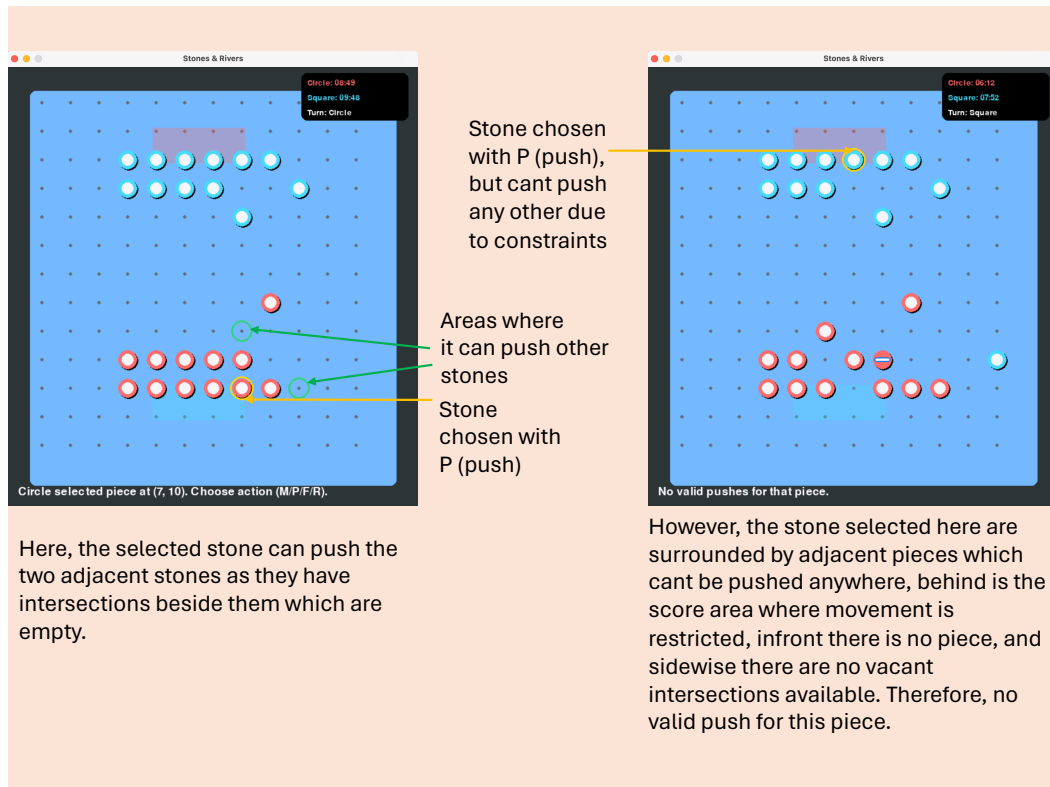 Stones & Rivers
Circle: 08:49
Square: 09:48
Turn: Circle
Circle selected piece at (7, 10). Choose action (M/P/F/R).
Here, the selected stone can push the
two adjacent stones as they have
intersections beside them which are
empty.
Stone chosen
with P (push),
but cant push
any other due
to constraints
Areas where
it can push other
stones
Stone
chosen with
P (push)
Stones & Rivers
Circle: 06:12
Square: 07:52
Turn: Square
No valid pushes for that piece.
However, the stone selected here are
surrounded by adjacent pieces which
cant be pushed anywhere, behind is the
score area where movement is
restricted, infront there is no piece, and
sidewise there are no vacant
intersections available. Therefore, no
valid push for this piece.